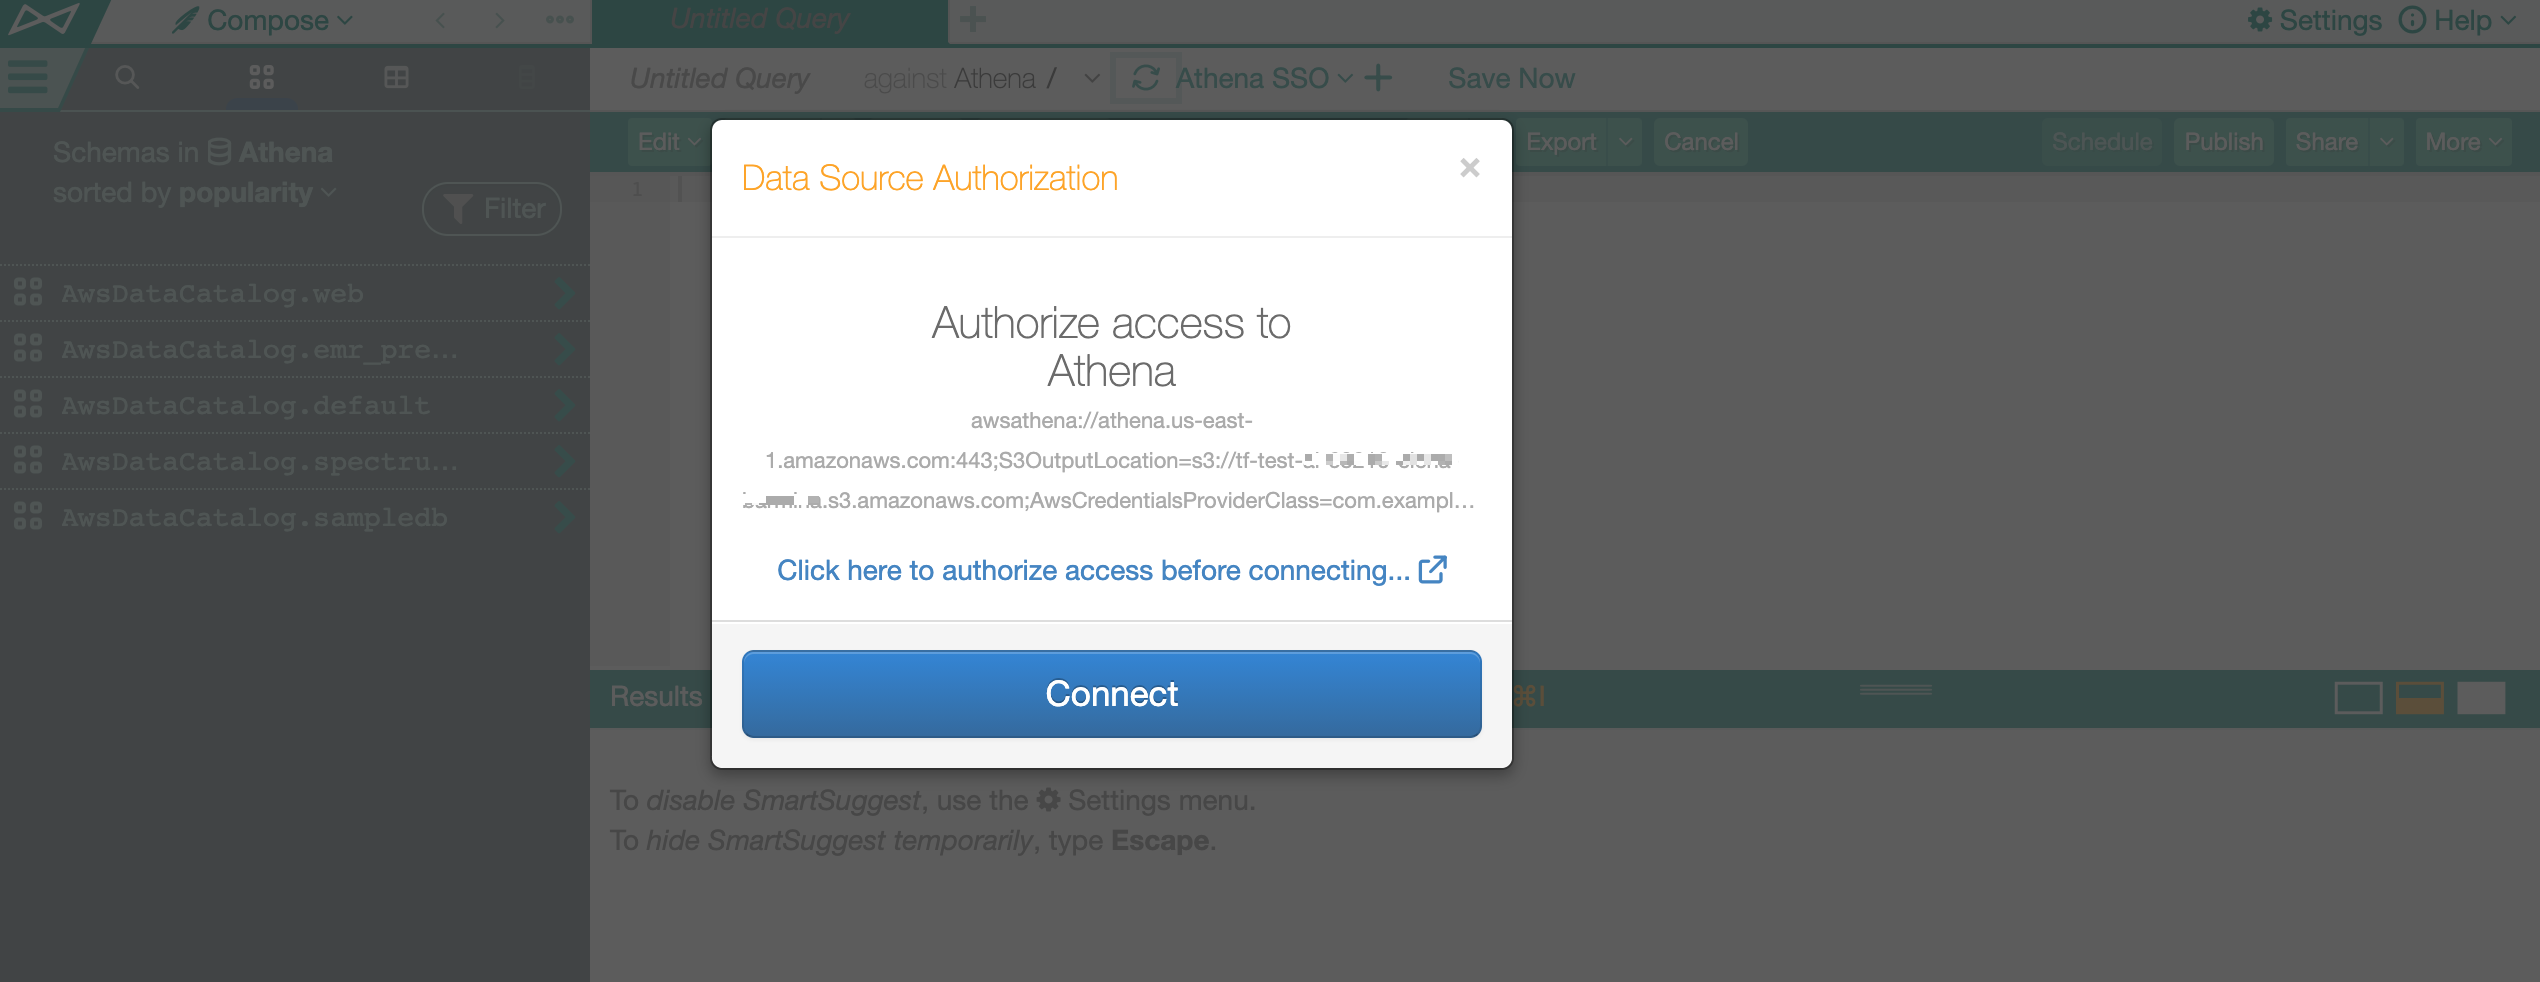 Compose
Untitled Query
Settings
Help
Untitled Query against Athena / Athena SSO Save Now
Schemas in Athena
sorted by popularity
Filter
AwsDataCatalog.web
AwsDataCatalog.emr_pre...
AwsDataCatalog.default
AwsDataCatalog.spectru...
AwsDataCatalog.sampledb
Edit
Export
Cancel
Schedule
Publish
Share
More
1
Data Source Authorization
×
Authorize access to
Athena
awsathena://athena.us-east-
1.amazonaws.com:443;S3OutputLocation=s3://tf-test-
.s3.amazonaws.com;AwsCredentialsProviderClass=com.exampl...
Click here to authorize access before connecting...
Connect
Results
⌘I
To disable SmartSuggest, use the Settings menu.
To hide SmartSuggest temporarily, type Escape.